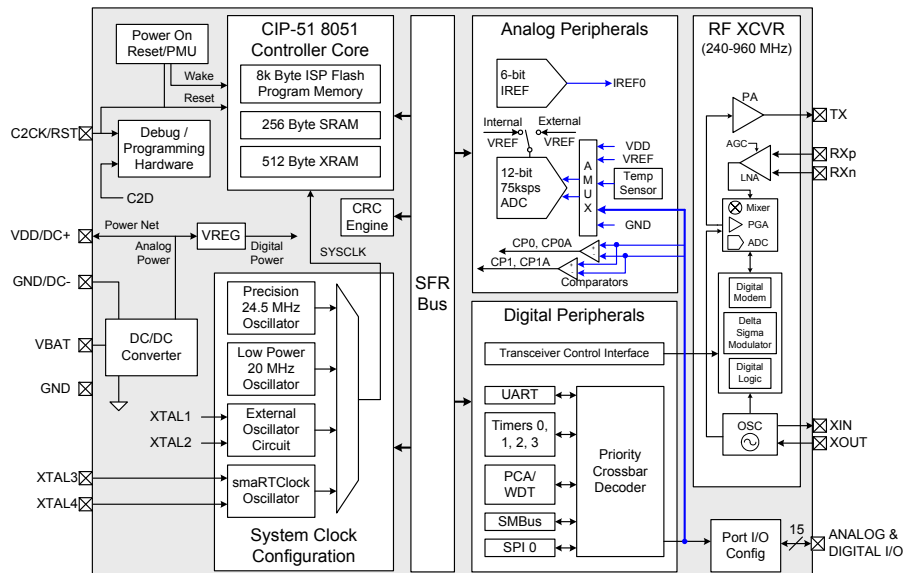 Power On
Reset/PMU
Wake
Reset
C2CK/RST
Debug /
Programming
Hardware
C2D
CIP-51 8051
Controller Core
8k Byte ISP Flash
Program Memory
256 Byte SRAM
512 Byte XRAM
VDD/DC+
Power Net
Analog
Power
VREG
Digital
Power
SYSCLK
CRC
Engine
GND/DC-
VBAT
DC/DC
Converter
GND
XTAL1
XTAL2
XTAL3
XTAL4
Precision
24.5 MHz
Oscillator
Low Power
20 MHz
Oscillator
External
Oscillator
Circuit
smaRTClock
Oscillator
System Clock
Configuration
SFR
Bus
Analog Peripherals
6-bit
IREF
IREF0
Internal
VREF
External
VREF
12-bit
75ksps
ADC
A
M
U
X
VDD
VREF
Temp
Sensor
GND
CP0, CP0A
CP1, CP1A
+
-
+
-
Comparators
Digital Peripherals
Transceiver Control Interface
UART
Timers 0,
1, 2, 3
PCA/
WDT
SMBus
SPI 0
Priority
Crossbar
Decoder
RF XCVR
(240-960 MHz)
PA
AGC
LNA
Mixer
PGA
ADC
Digital
Modem
Delta
Sigma
Modulator
Digital
Logic
OSC
TX
RXp
RXn
XIN
XOUT
Port I/O
Config
15
ANALOG &
DIGITAL I/O